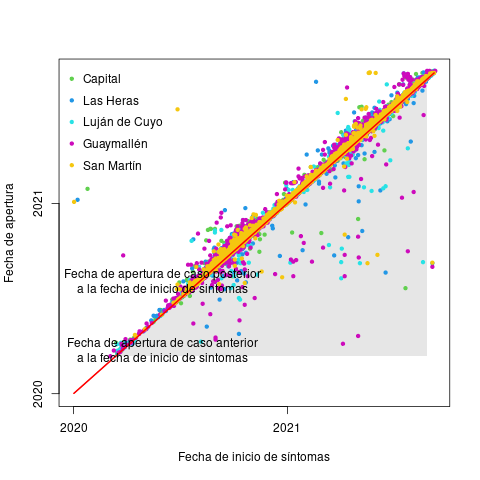 Capital
Las Heras
Luján de Cuyo
Guaymallén
San Martín
Fecha de apertura
2021
2020
Fecha de apertura de caso posterior
a la fecha de inicio de síntomas
Fecha de apertura de caso anterior
a la fecha de inicio de síntomas
2020
2021
Fecha de inicio de síntomas